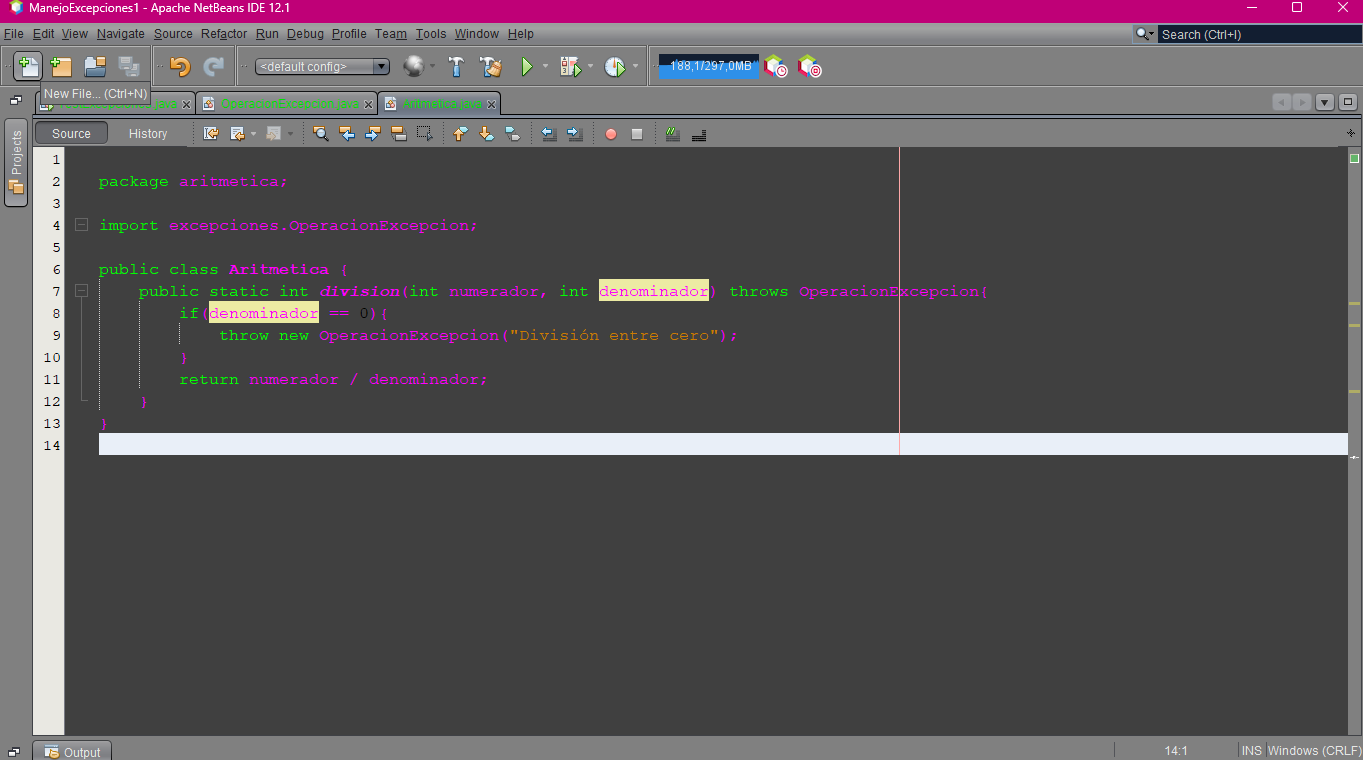 ManejoExcepciones1 - Apache NetBeans IDE 12.1
File Edit View Navigate Source Refactor Run Debug Profile Team Tools Window Help
Search (Ctrl+I)
<default config>
188,1/297,0MB
New File... (Ctrl+N)
.java
OperacionExcepcion.java
Aritmetica.java
Source History
Projects
1
2 package aritmetica;
3
4 import excepciones.OperacionExcepcion;
5
6 public class Aritmetica {
7 public static int division(int numerador, int denominador) throws OperacionExcepcion{
8 if(denominador == 0){
9 throw new OperacionExcepcion("División entre cero");
10 }
11 return numerador / denominador;
12 }
13 }
14
Output
14:1 INS Windows (CRLF)